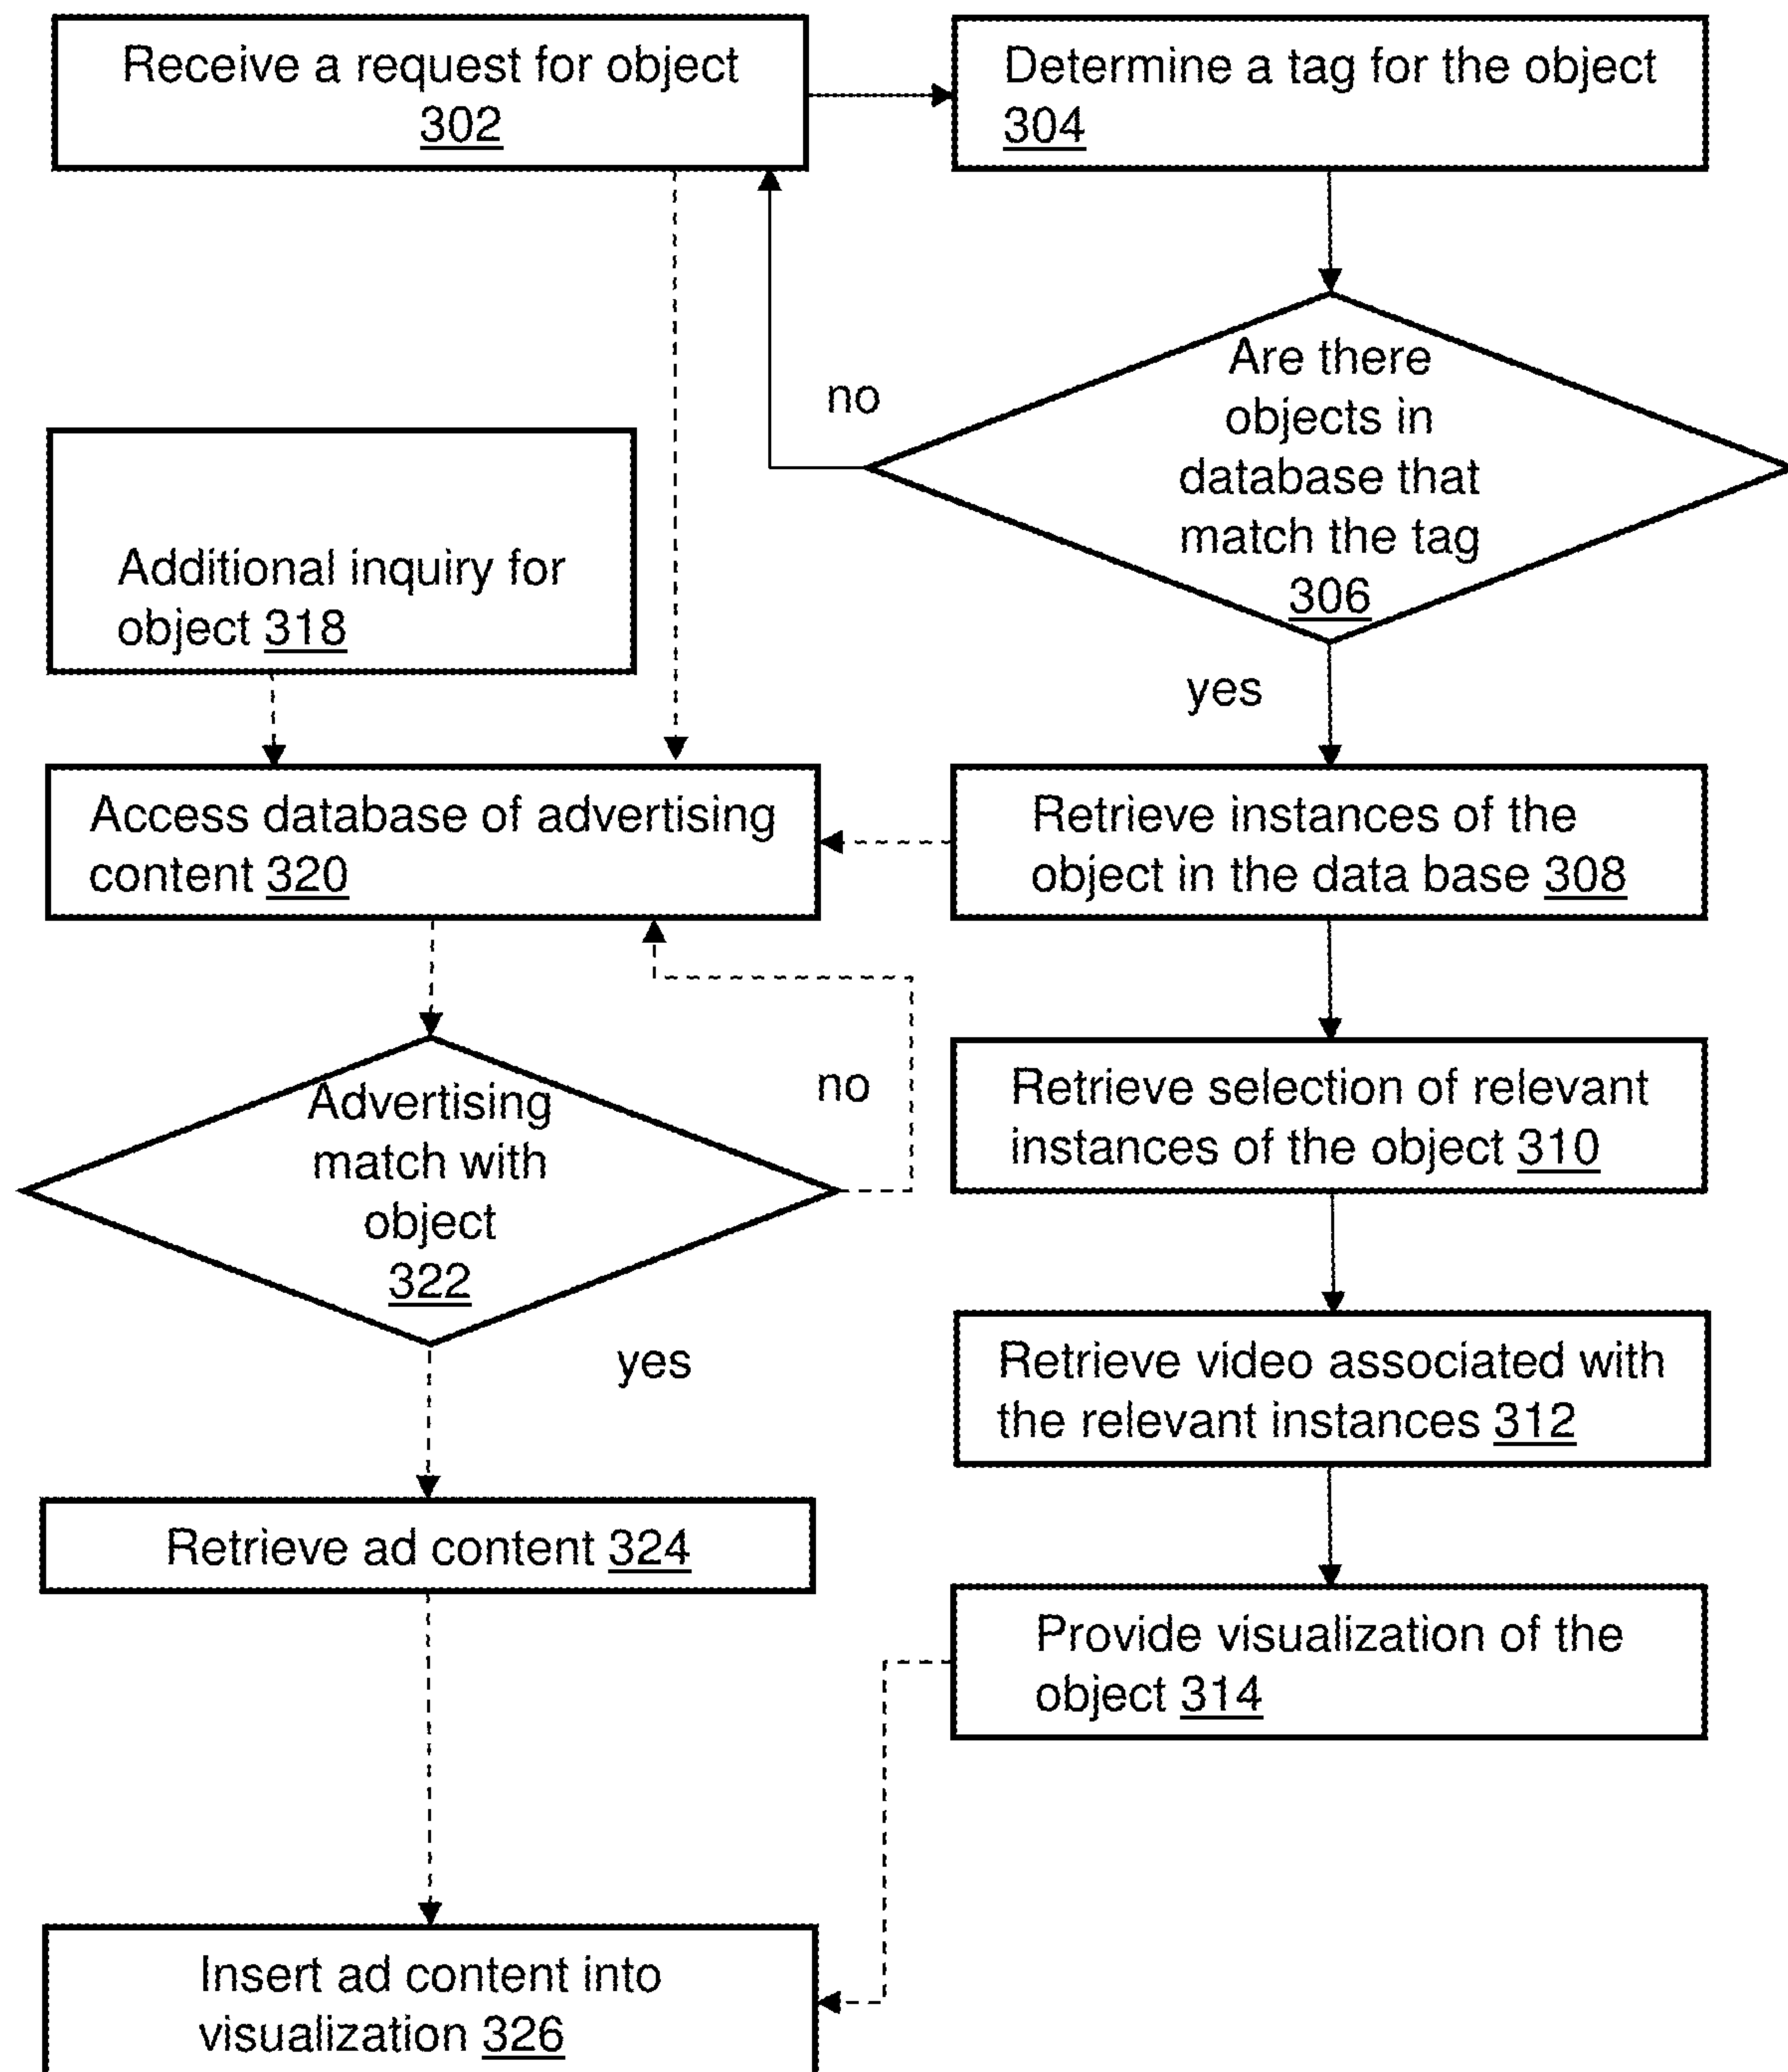 Receive a request for object
302
Determine a tag for the object
304
no
Are there
objects in
database that
match the tag
306
Additional inquiry for
object 318
yes
Access database of advertising
content 320
Retrieve instances of the
object in the data base 308
Advertising
match with
object
322
no
Retrieve selection of relevant
instances of the object 310
yes
Retrieve video associated with
the relevant instances 312
Retrieve ad content 324
Provide visualization of the
object 314
Insert ad content into
visualization 326